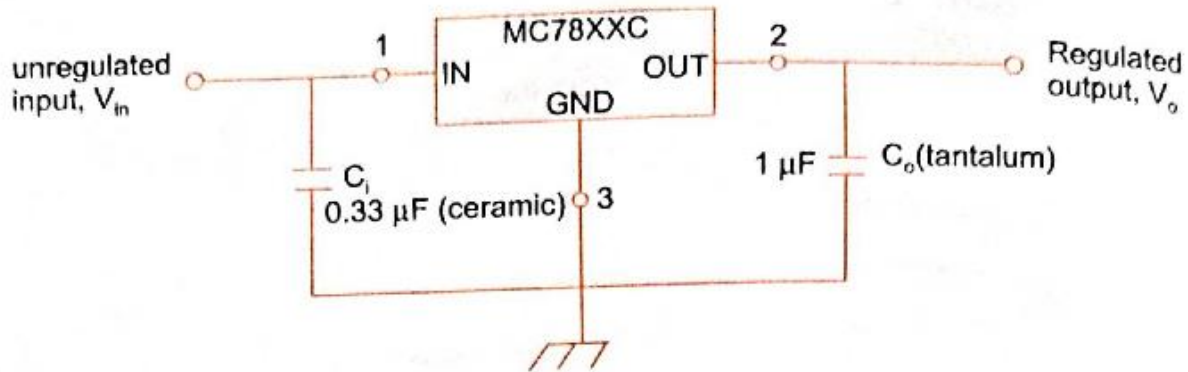 MC78XXC
1
2
unregulated
input, V_in
IN
OUT
GND
Regulated
output, V_o
C_i
0.33 μF (ceramic)
3
1 μF
C_o(tantalum)